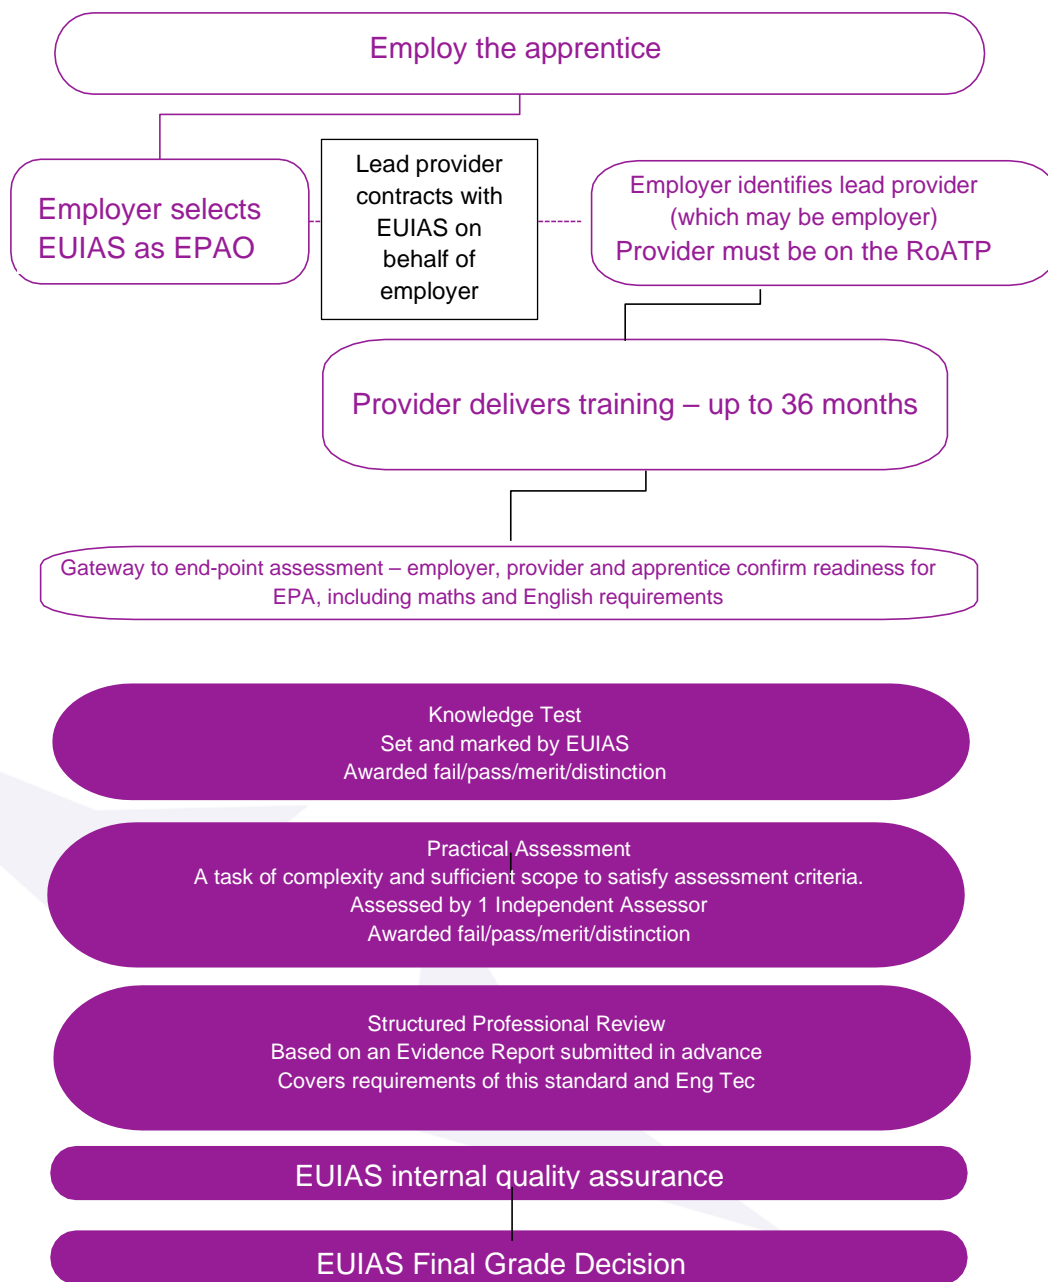 Employ the apprentice
Employer selects
EUIAS as EPAO
Lead provider
contracts with
EUIAS on
behalf of
employer
Employer identifies lead provider
(which may be employer)
Provider must be on the RoATP
Provider delivers training – up to 36 months
Gateway to end-point assessment – employer, provider and apprentice confirm readiness for
EPA, including maths and English requirements
Knowledge Test
Set and marked by EUIAS
Awarded fail/pass/merit/distinction
Practical Assessment
A task of complexity and sufficient scope to satisfy assessment criteria.
Assessed by 1 Independent Assessor
Awarded fail/pass/merit/distinction
Structured Professional Review
Based on an Evidence Report submitted in advance
Covers requirements of this standard and Eng Tec
EUIAS internal quality assurance
EUIAS Final Grade Decision